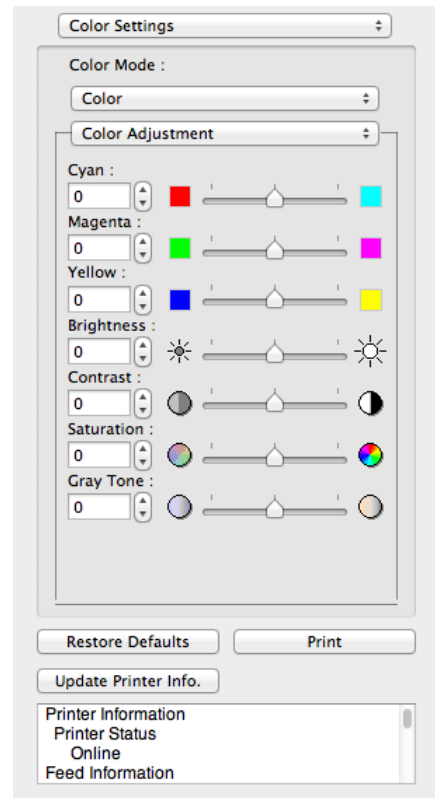 Color Settings
Color Mode :
Color
Color Adjustment
Cyan :
0
Magenta :
0
Yellow :
0
Brightness :
0
Contrast :
0
Saturation :
0
Gray Tone :
0
Restore Defaults
Print
Update Printer Info.
Printer Information
Printer Status
Online
Feed Information